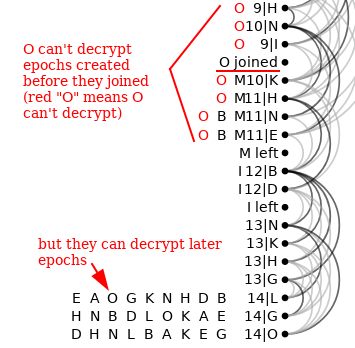 O 9|H
O10|N
O 9|I
O can't decrypt
epochs created
before they joined
(red "O" means O
can't decrypt)
O joined
O M10|K
O M11|H
O B M11|N
O B M11|E
M left
I 12|B
I 12|D
I left
13|N
13|K
13|H
13|G
but they can decrypt later
epochs
E A O G K N H D B 14|L
H N B D L O K A E 14|G
D H N L B A K E G 14|O